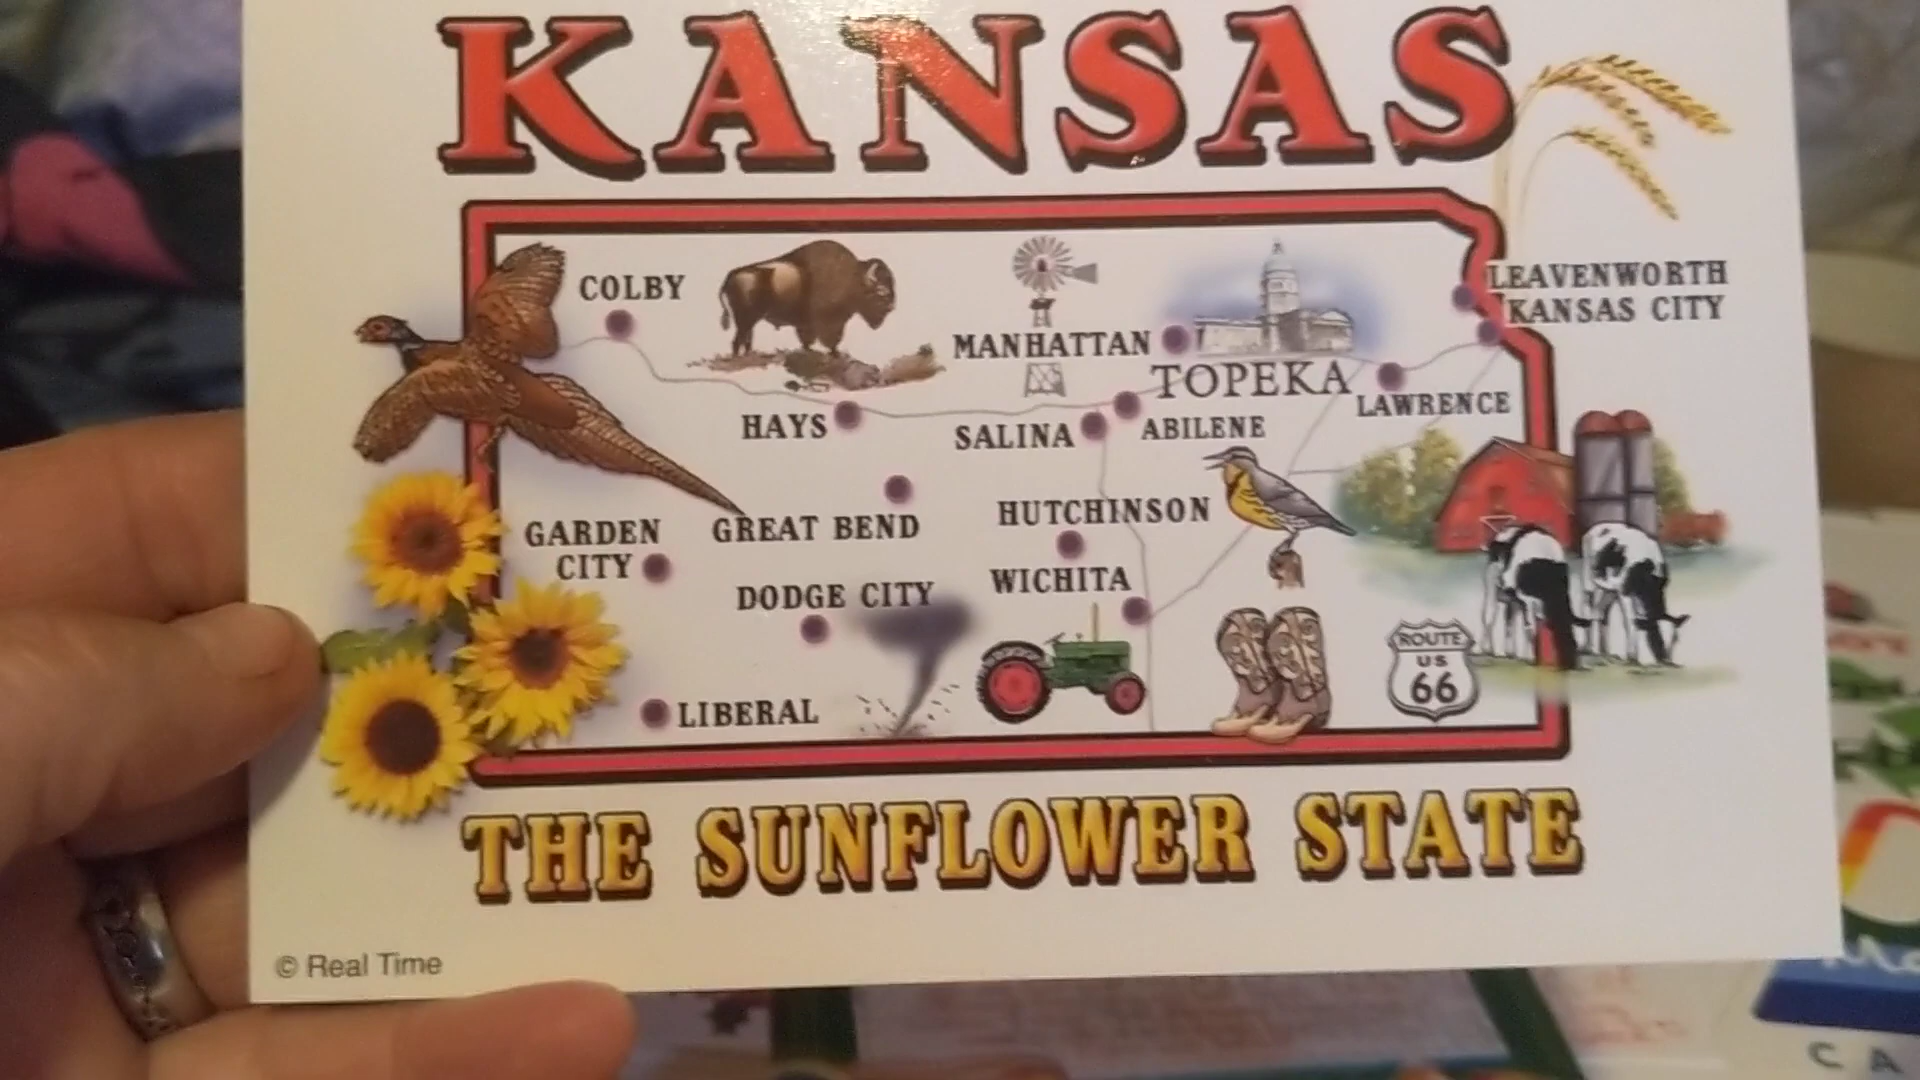 KANSAS
COLBY
LEAVENWORTH
KANSAS CITY
MANHATTAN
TOPEKA
LAWRENCE
HAYS
SALINA
ABILENE
HUTCHINSON
GARDEN
CITY
GREAT BEND
WICHITA
DODGE CITY
ROUTE
US
66
LIBERAL
THE SUNFLOWER STATE
© Real Time
C A